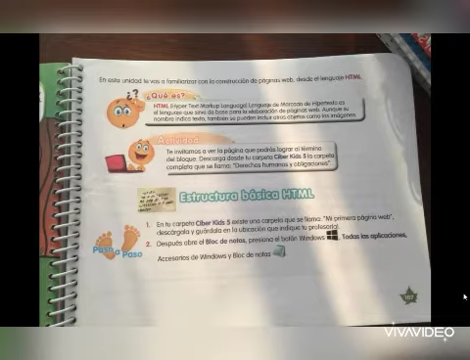 En esta unidad te vas a familiarizar con la construcción de páginas web, desde el lenguaje HTML.
¿Qué es?
HTML (Hyper Text Markup Language) Lenguaje de Marcado de Hipertexto es
el lenguaje que sirve de base para la elaboración de páginas web. Aunque su
nombre indica texto, también se pueden incluir otros objetos como las imágenes.
Actividad
Te invitamos a ver la página que podrás lograr al término
del bloque. Descarga desde tu carpeta Ciber Kids 5 la carpeta
completa que se llama: "Derechos humanos y obligaciones".
Estructura básica HTML
Paso a Paso
1. En tu carpeta Ciber Kids 5 existe una carpeta que se llama: "Mi primera página web",
descárgala y guárdala en la ubicación que indique tu profesor(a).
2. Después abre el Bloc de notas, presiona el botón Windows, Todas las aplicaciones,
Accesorios de Windows y Bloc de notas
VIVAVIDEO